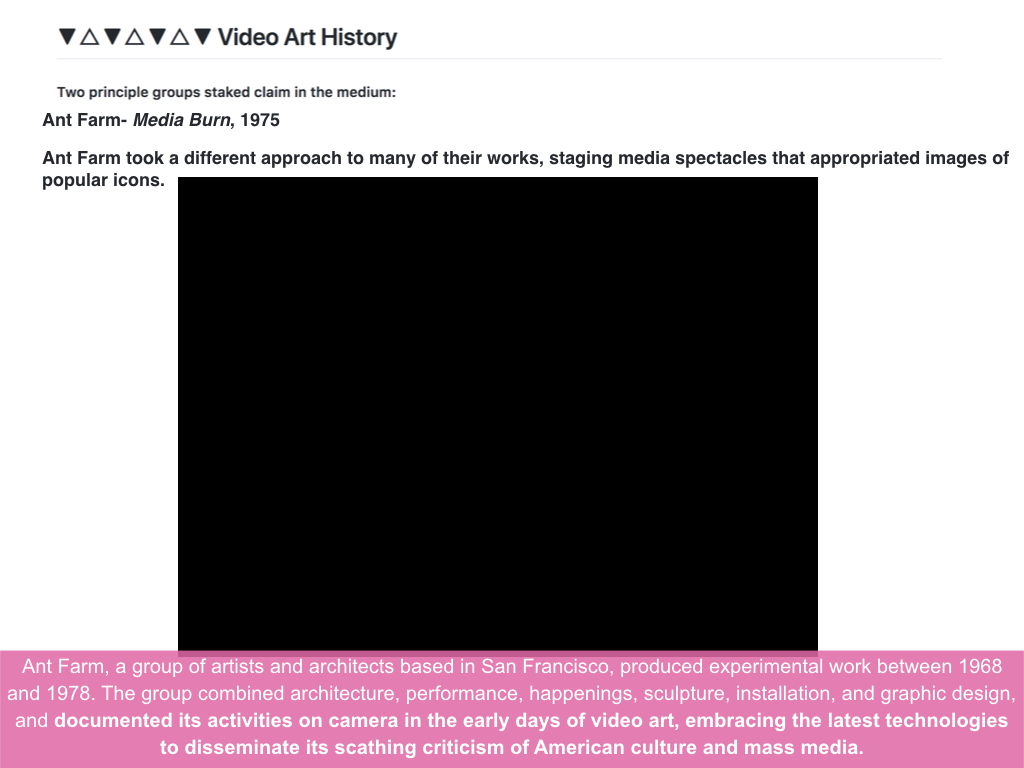 ▼△▼△▼△▼ Video Art History
Two principle groups staked claim in the medium:
Ant Farm- Media Burn, 1975
Ant Farm took a different approach to many of their works, staging media spectacles that appropriated images of
popular icons.
Ant Farm, a group of artists and architects based in San Francisco, produced experimental work between 1968
and 1978. The group combined architecture, performance, happenings, sculpture, installation, and graphic design,
and documented its activities on camera in the early days of video art, embracing the latest technologies
to disseminate its scathing criticism of American culture and mass media.